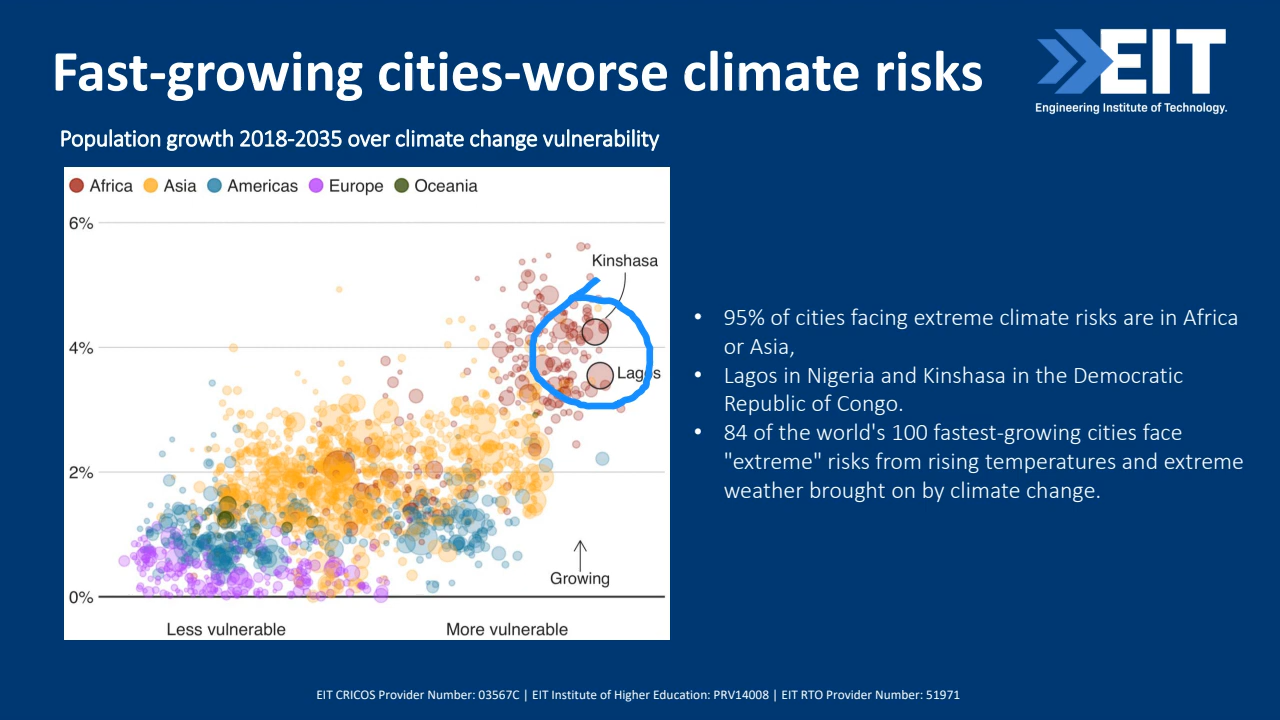 Fast-growing cities-worse climate risks
EIT
Engineering Institute of Technology.
Population growth 2018-2035 over climate change vulnerability
Africa Asia Americas Europe Oceania
6%
Kinshasa
4%
Lagos
2%
Growing
0%
Less vulnerable More vulnerable
• 95% of cities facing extreme climate risks are in Africa
or Asia,
• Lagos in Nigeria and Kinshasa in the Democratic
Republic of Congo.
• 84 of the world's 100 fastest-growing cities face
"extreme" risks from rising temperatures and extreme
weather brought on by climate change.
EIT CRICOS Provider Number: 03567C | EIT Institute of Higher Education: PRV14008 | EIT RTO Provider Number: 51971